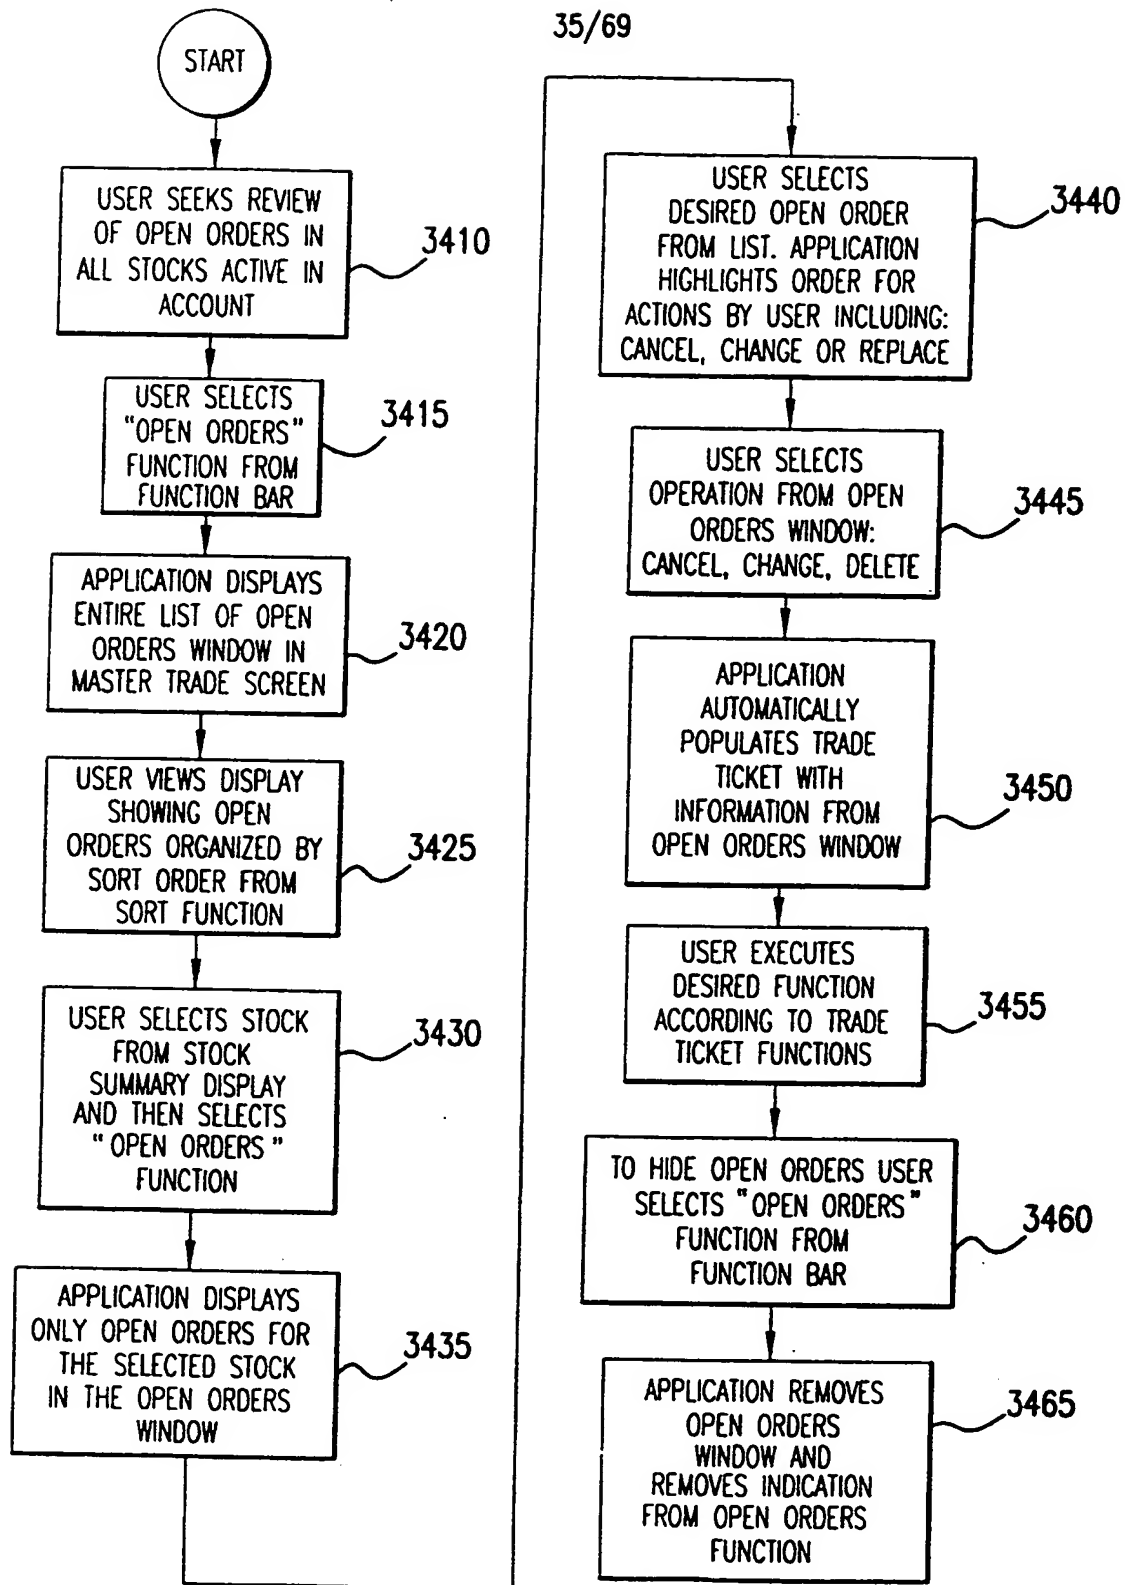 35/69
START
USER SEEKS REVIEW
OF OPEN ORDERS IN
ALL STOCKS ACTIVE IN
ACCOUNT
3410
USER SELECTS
"OPEN ORDERS"
FUNCTION FROM
FUNCTION BAR
3415
APPLICATION DISPLAYS
ENTIRE LIST OF OPEN
ORDERS WINDOW IN
MASTER TRADE SCREEN
3420
USER VIEWS DISPLAY
SHOWING OPEN
ORDERS ORGANIZED BY
SORT ORDER FROM
SORT FUNCTION
3425
USER SELECTS STOCK
FROM STOCK
SUMMARY DISPLAY
AND THEN SELECTS
"OPEN ORDERS"
FUNCTION
3430
APPLICATION DISPLAYS
ONLY OPEN ORDERS FOR
THE SELECTED STOCK
IN THE OPEN ORDERS
WINDOW
3435
USER SELECTS
DESIRED OPEN ORDER
FROM LIST. APPLICATION
HIGHLIGHTS ORDER FOR
ACTIONS BY USER INCLUDING:
CANCEL, CHANGE OR REPLACE
3440
USER SELECTS
OPERATION FROM OPEN
ORDERS WINDOW:
CANCEL, CHANGE, DELETE
3445
APPLICATION
AUTOMATICALLY
POPULATES TRADE
TICKET WITH
INFORMATION FROM
OPEN ORDERS WINDOW
3450
USER EXECUTES
DESIRED FUNCTION
ACCORDING TO TRADE
TICKET FUNCTIONS
3455
TO HIDE OPEN ORDERS USER
SELECTS "OPEN ORDERS"
FUNCTION FROM
FUNCTION BAR
3460
APPLICATION REMOVES
OPEN ORDERS
WINDOW AND
REMOVES INDICATION
FROM OPEN ORDERS
FUNCTION
3465